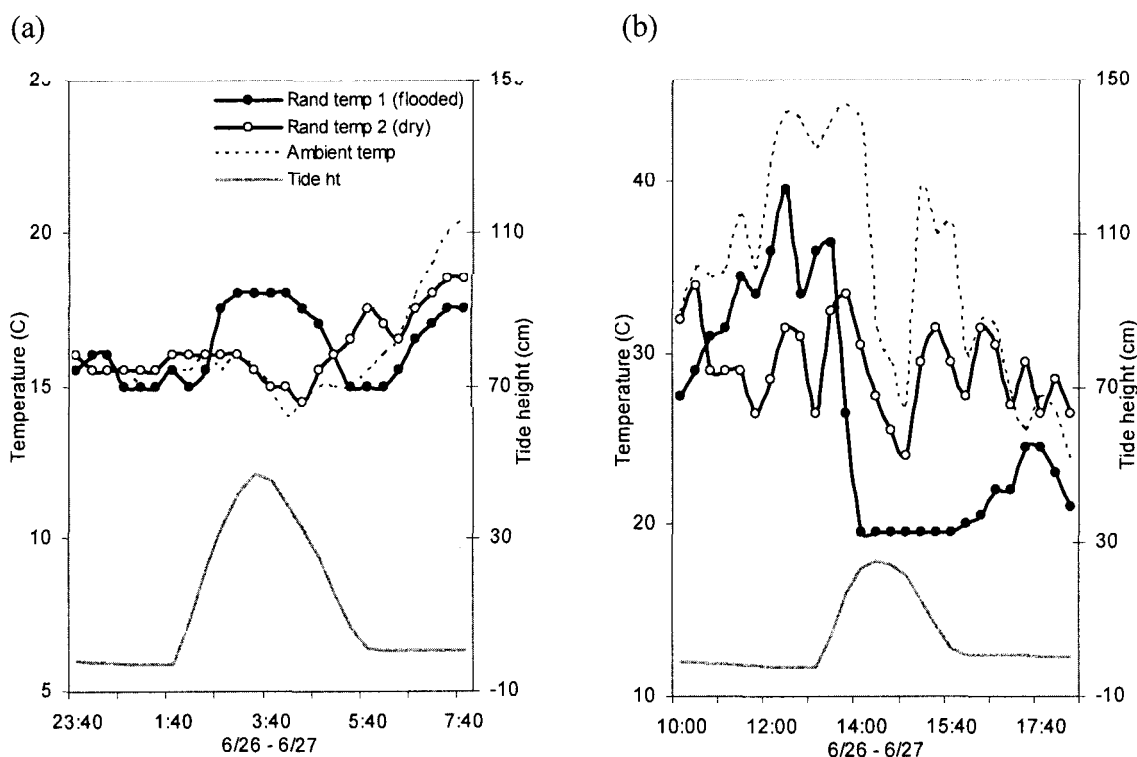 (a)
Rand temp 1 (flooded)
Rand temp 2 (dry)
Ambient temp
Tide ht
Temperature (C)
20
15
10
5
110
70
30
-10
Tide height (cm)
23:40 1:40 3:40 5:40 7:40
6/26 - 6/27
(b)
Temperature (C)
40
30
20
10
150
110
70
30
-10
Tide height (cm)
10:00 12:00 14:00 15:40 17:40
6/26 - 6/27